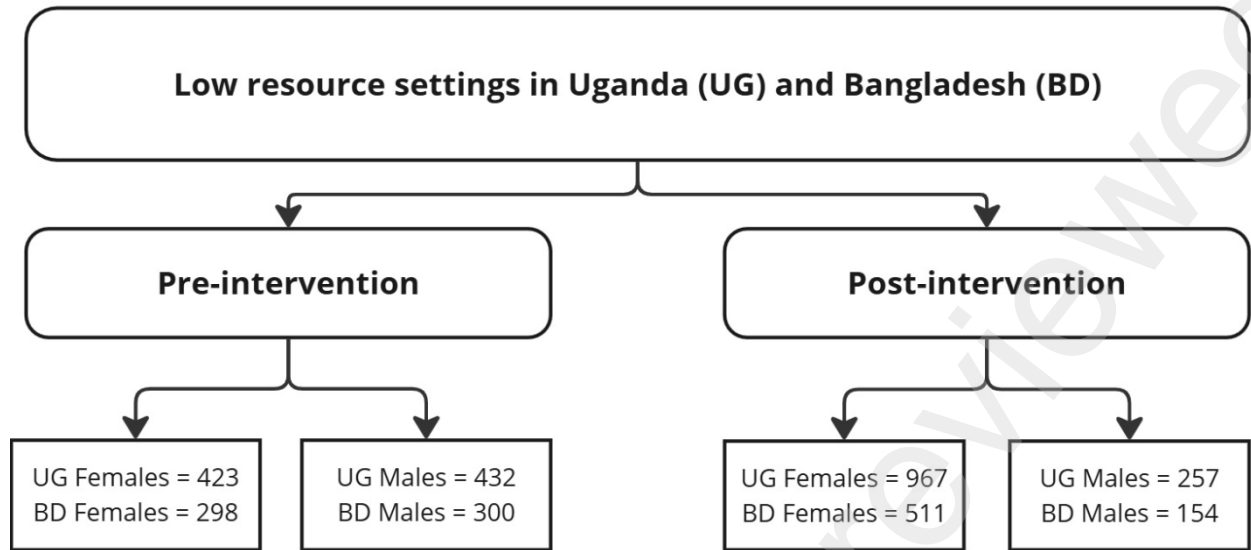 Low resource settings in Uganda (UG) and Bangladesh (BD)
Pre-intervention
Post-intervention
UG Females = 423
BD Females = 298
UG Males = 432
BD Males = 300
UG Females = 967
BD Females = 511
UG Males = 257
BD Males = 154
reviewed